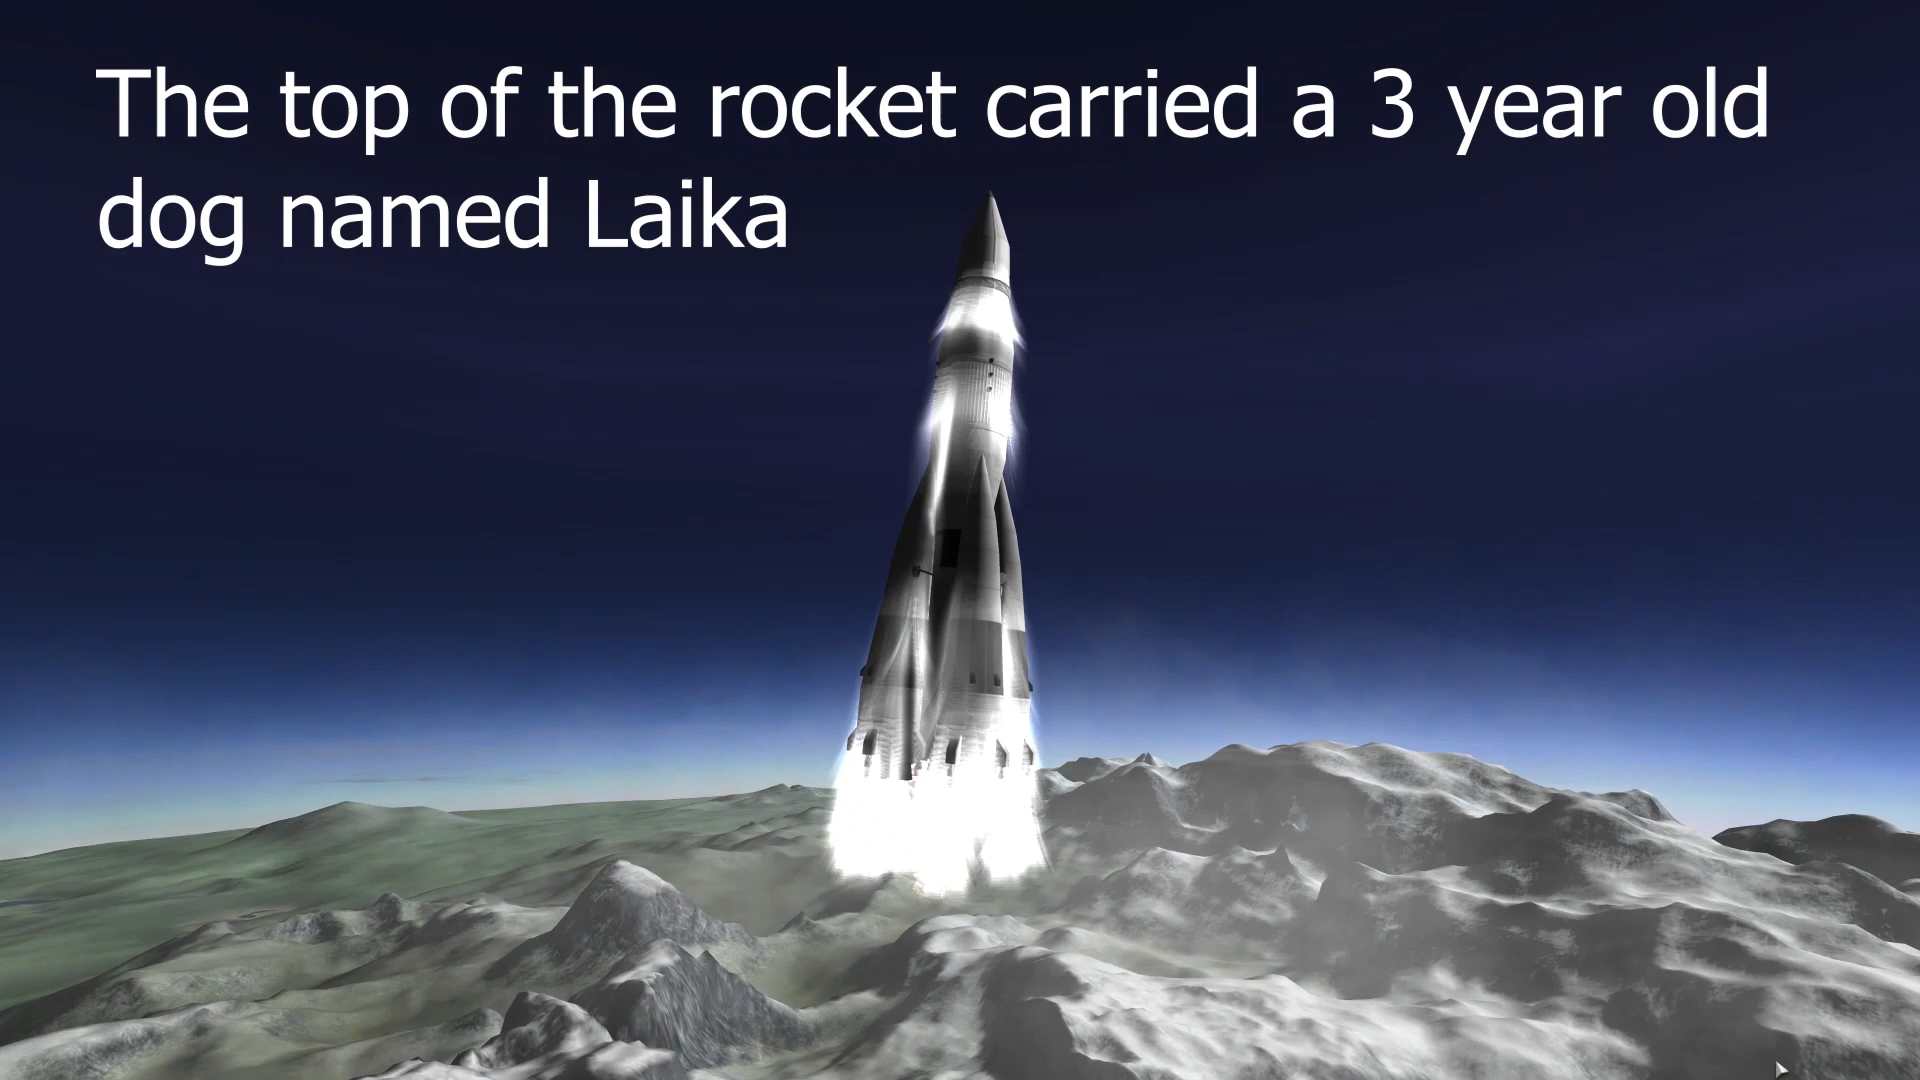 The top of the rocket carried a 3 year old
dog named Laika